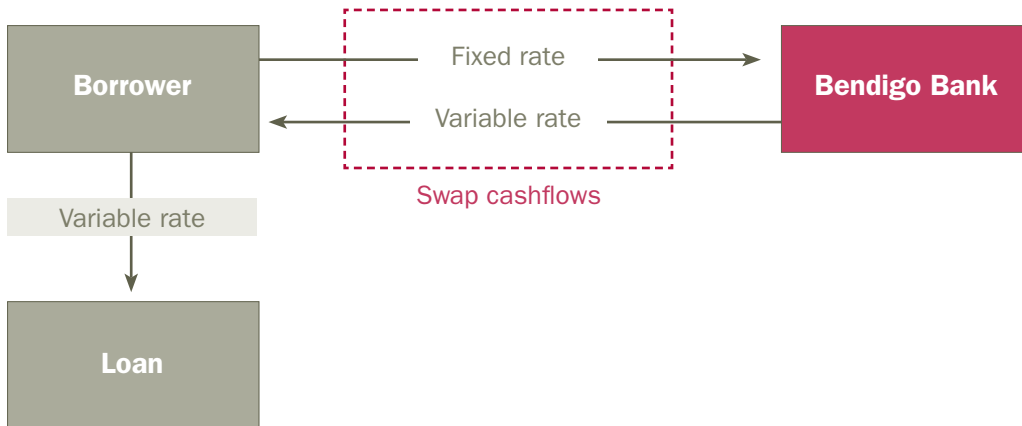 Fixed rate
Borrower
Bendigo Bank
Variable rate
Swap cashflows
Variable rate
Loan